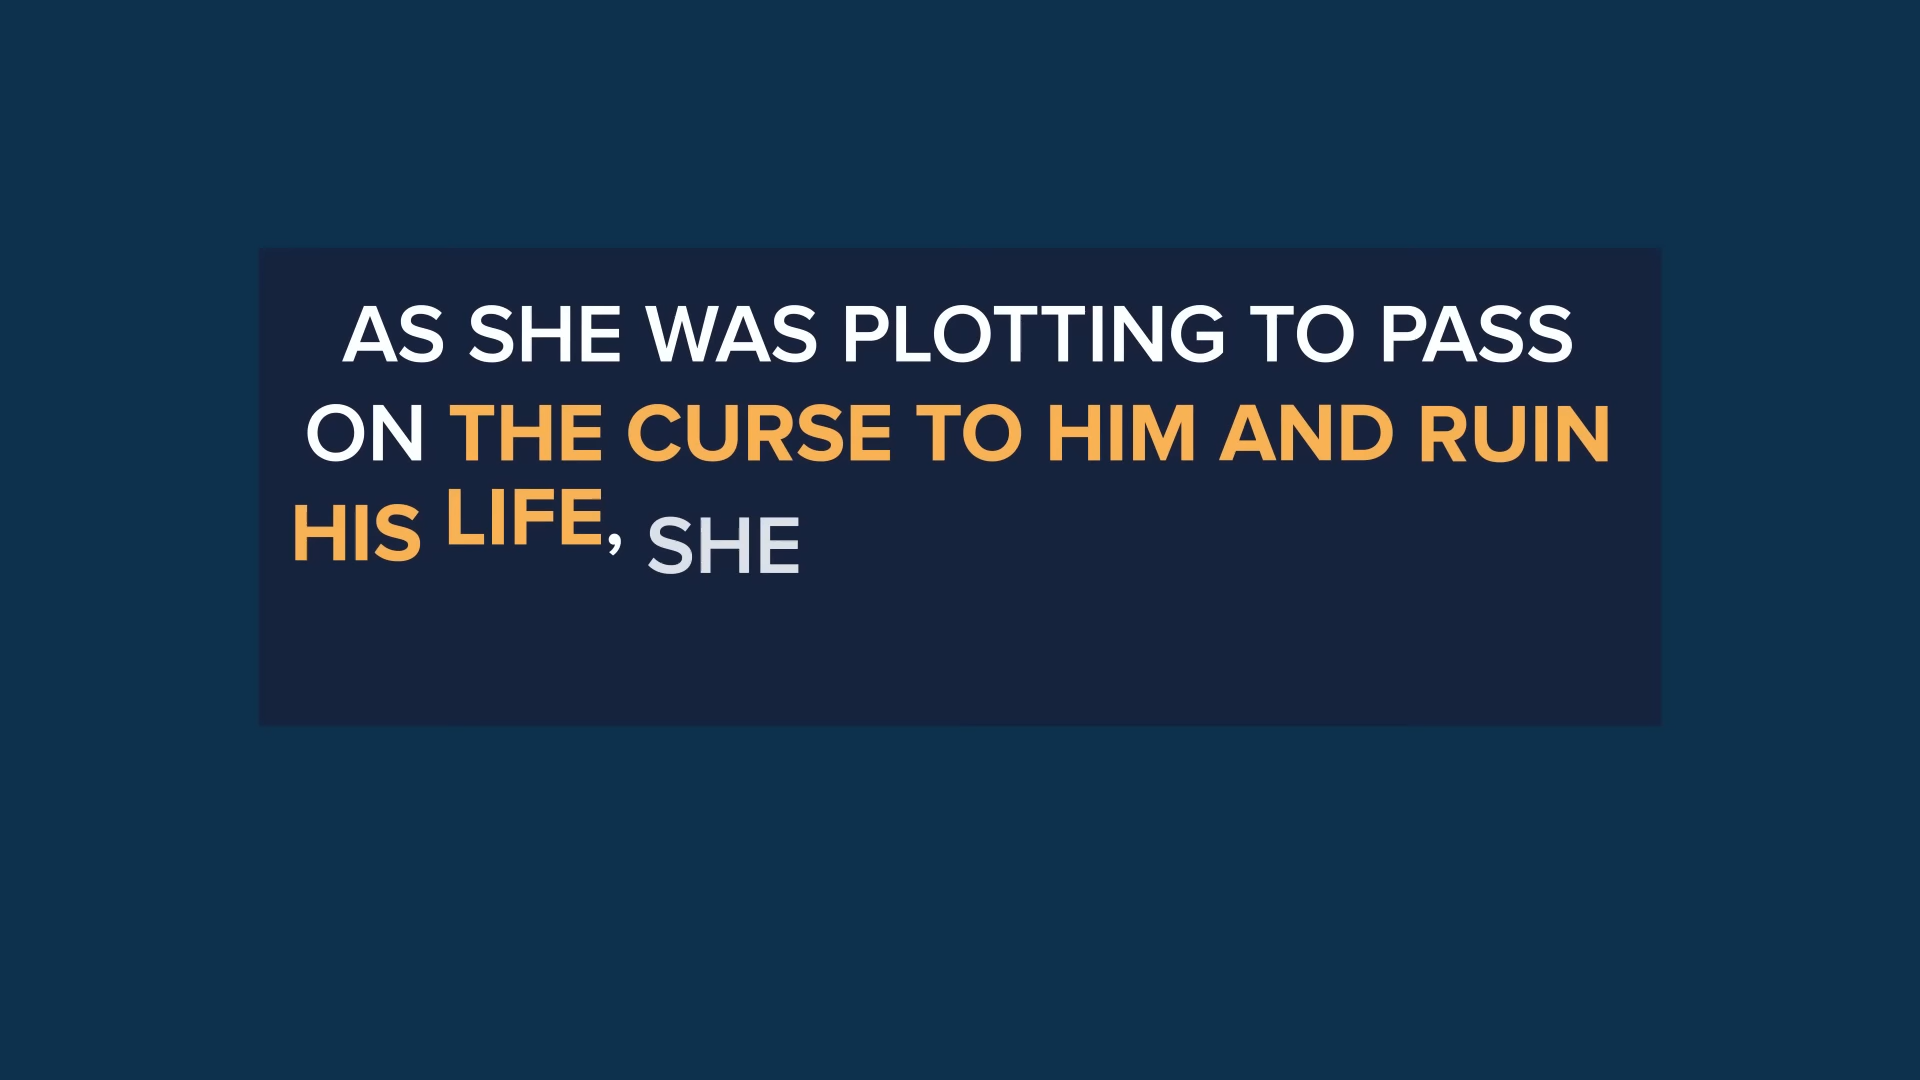 AS SHE WAS PLOTTING TO PASS
ON THE CURSE TO HIM AND RUIN
HIS LIFE, SHE